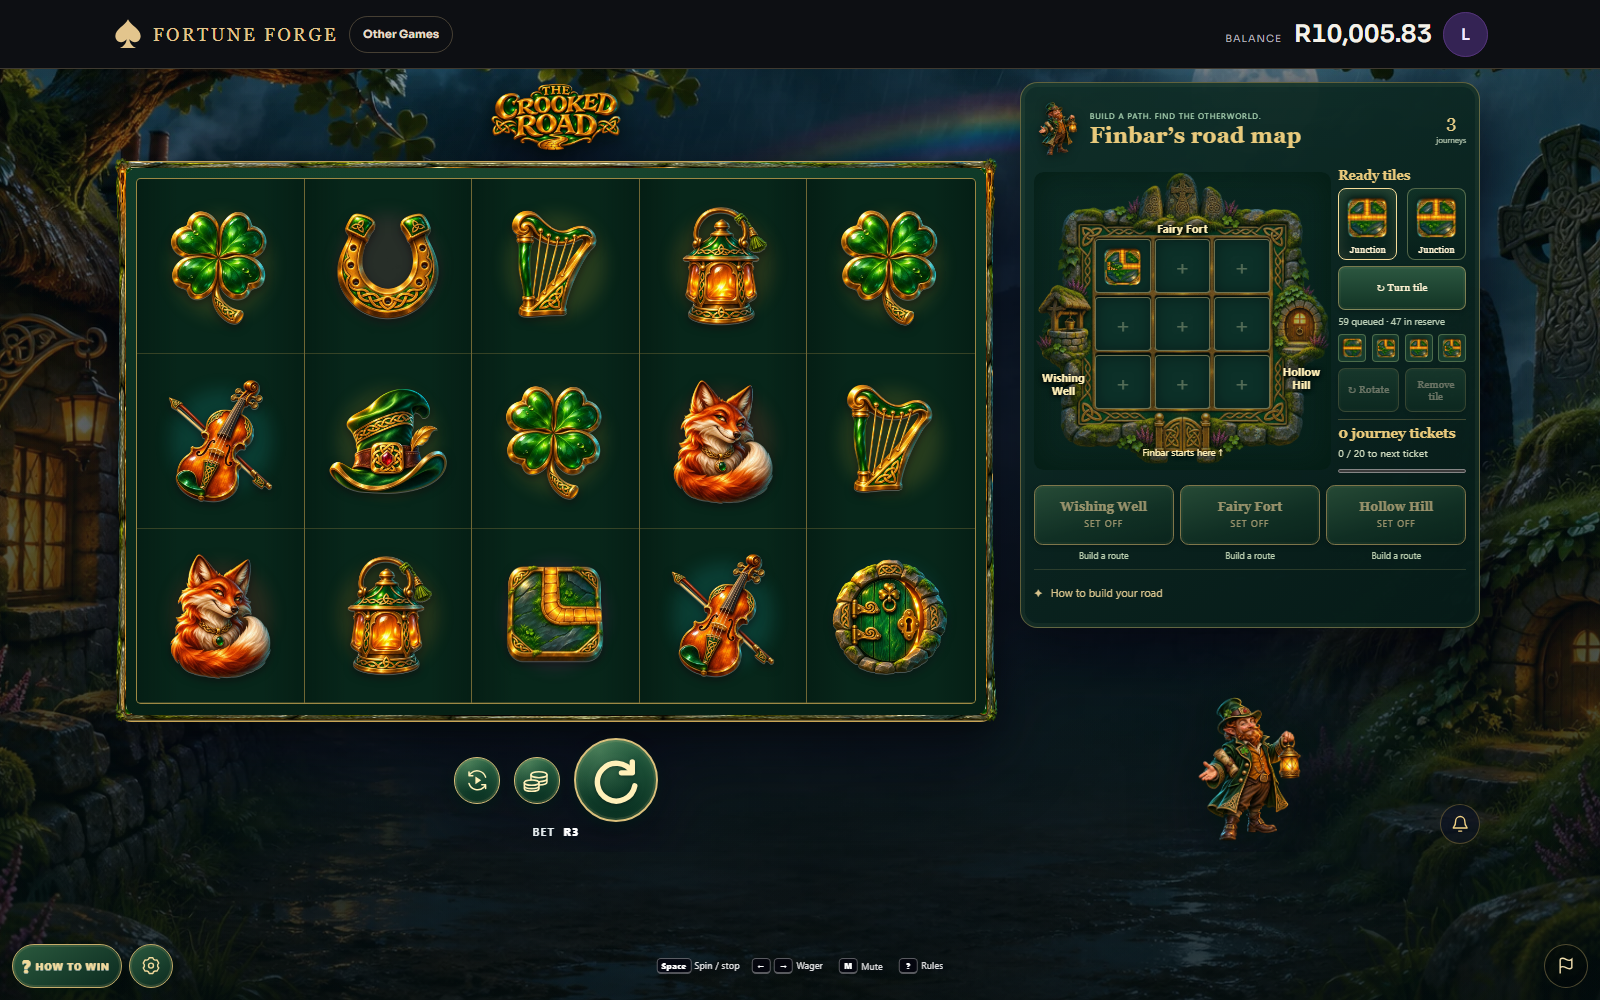 FORTUNE FORGE
Other Games
BALANCE R10,005.83
L
THE
CROOKED
ROAD
BUILD A PATH. FIND THE OTHERWORLD.
Finbar's road map
3
journeys
Ready tiles
Junction
Junction
↻ Turn tile
59 queued · 47 in reserve
↻ Rotate
Remove tile
0 journey tickets
0 / 20 to next ticket
Fairy Fort
Wishing Well
Hollow Hill
Finbar starts here ↑
Wishing Well
SET OFF
Fairy Fort
SET OFF
Hollow Hill
SET OFF
Build a route
Build a route
Build a route
✦ How to build your road
BET R3
? HOW TO WIN
Space Spin / stop ← → Wager M Mute ? Rules